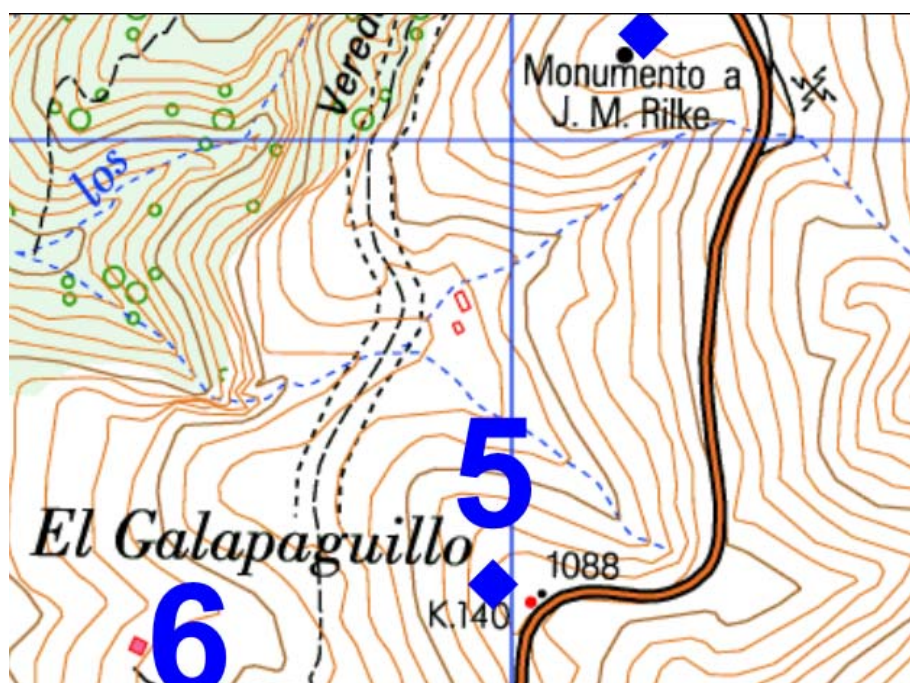 Vered
Monumento a
J. M. Rilke
los
5
El Galapaguillo
1088
K.140
6